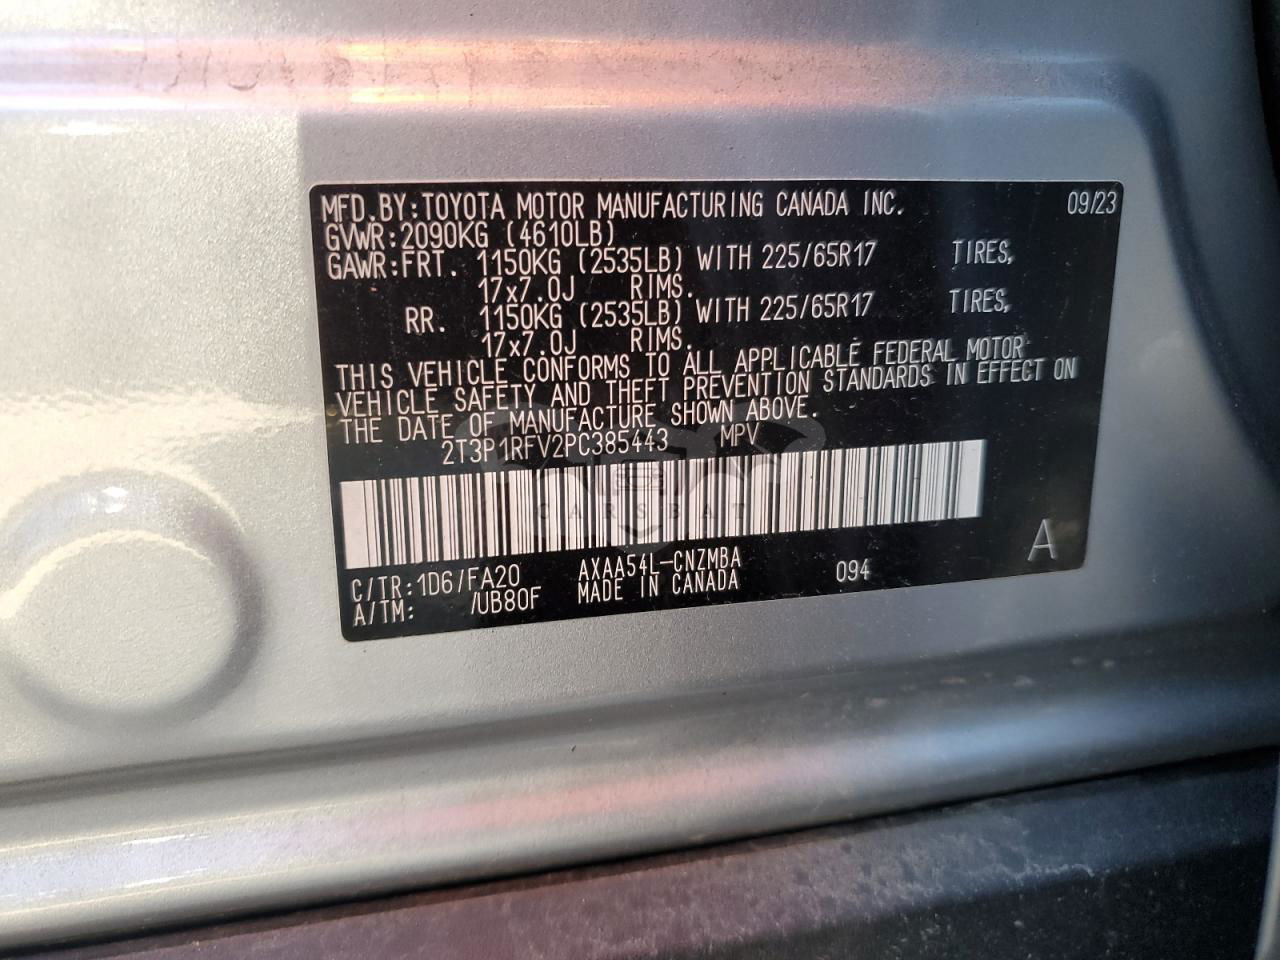 MFD.BY:TOYOTA MOTOR MANUFACTURING CANADA INC. 09/23
GVWR:2090KG (4610LB)
GAWR:FRT. 1150KG (2535LB) WITH 225/65R17 TIRES,
17x7.0J RIMS.
RR. 1150KG (2535LB) WITH 225/65R17 TIRES,
17x7.0J RIMS.
THIS VEHICLE CONFORMS TO ALL APPLICABLE FEDERAL MOTOR
VEHICLE SAFETY AND THEFT PREVENTION STANDARDS IN EFFECT ON
THE DATE OF MANUFACTURE SHOWN ABOVE.
2T3P1RFV2PC385443 MPV
CARSBAT
C/TR:1D6/FA20 AXAA54L-CNZMBA 094 A
A/TM: /UB80F MADE IN CANADA